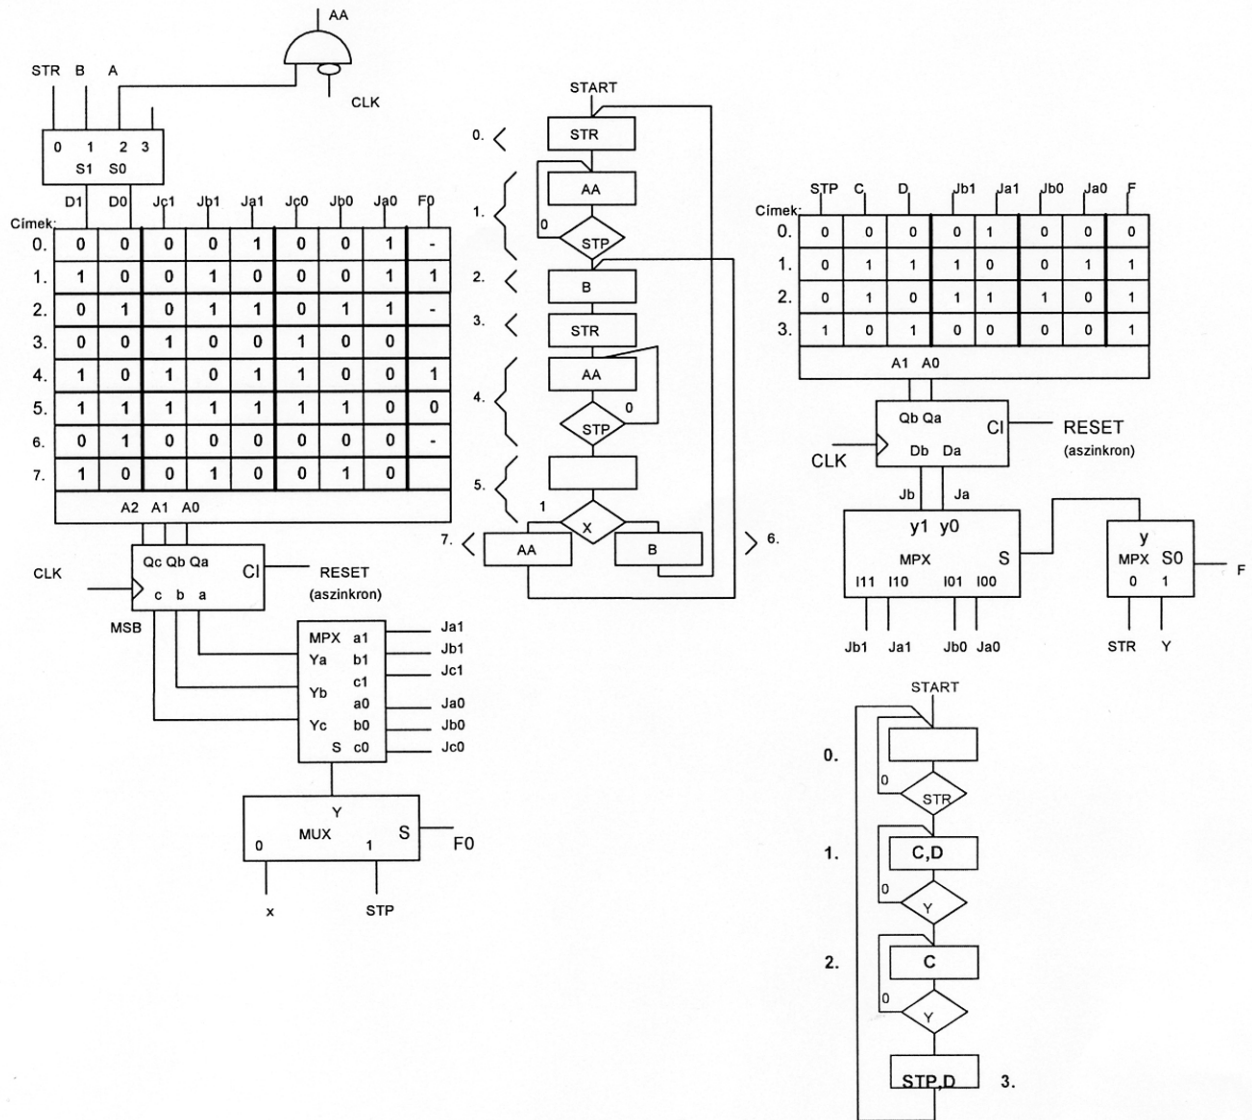 AA
CLK
STR B A
0 1 2 3
S1 S0
Címek: D1 D0 Jc1 Jb1 Ja1 Jc0 Jb0 Ja0 F0
0. 0 0 0 0 1 0 0 1 -
1. 1 0 0 1 0 0 0 1 1
2. 0 1 0 1 1 0 1 1 -
3. 0 0 1 0 0 1 0 0
4. 1 0 1 0 1 1 0 0 1
5. 1 1 1 1 1 1 1 0 0
6. 0 1 0 0 0 0 0 0 -
7. 1 0 0 1 0 0 1 0
A2 A1 A0
Qc Qb Qa
CI
c b a
CLK
RESET
(aszinkron)
MSB
MPX a1 Ja1
Ya b1 Jb1
c1 Jc1
Yb
a0 Ja0
Yc b0 Jb0
S c0 Jc0
Y
MUX S
0 1
F0
x STP
START
0. STR
1. AA
0
STP
2. B
3. STR
4. AA
0
STP
5.
1
X
7. AA
B 6.
STP C D Jb1 Ja1 Jb0 Ja0 F
Címek:
0. 0 0 0 0 1 0 0 0
1. 0 1 1 1 0 0 1 1
2. 0 1 0 1 1 1 0 1
3. 1 0 1 0 0 0 0 1
A1 A0
Qb Qa
CI
Db Da
CLK
RESET
(aszinkron)
Jb Ja
y1 y0
MPX S
I11 I10 I01 I00
Jb1 Ja1 Jb0 Ja0
y
MPX S0
0 1
F
STR Y
START
0.
0
STR
1. C,D
0
Y
2. C
0
Y
STP,D 3.